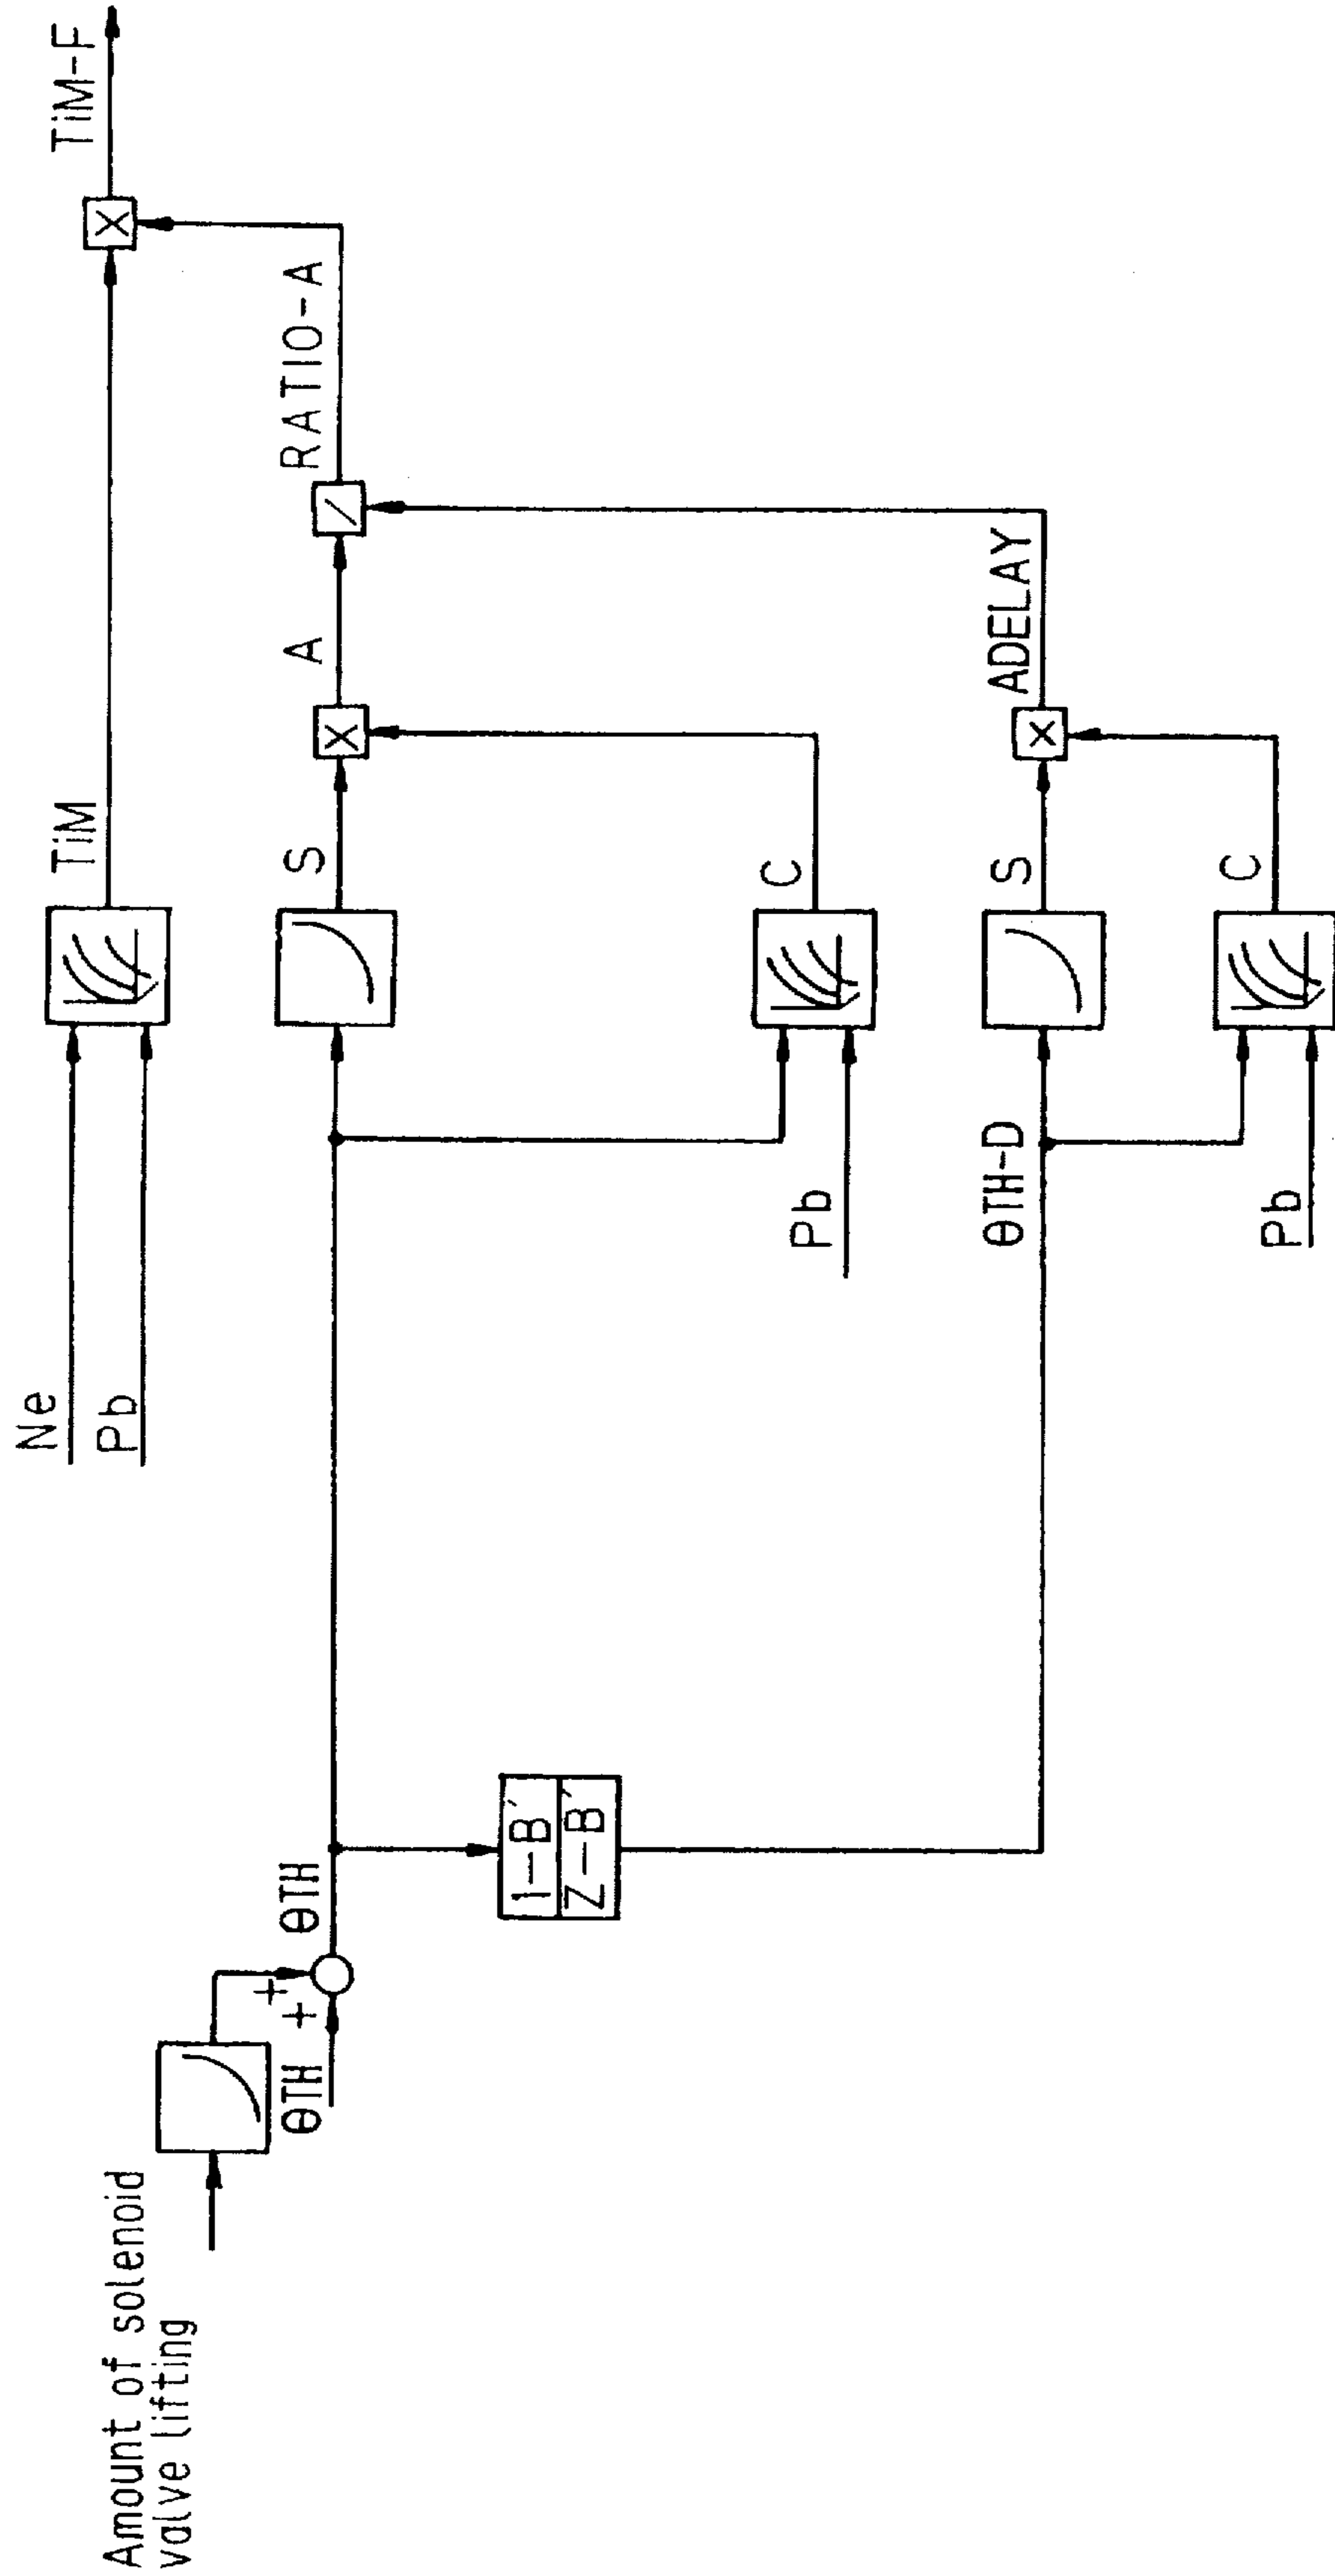 Amount of solenoid
valve lifting
θTH
+
+
θTH
1-B'
Z-B'
Ne
Pb
TiM
X
TiM-F
S
X
A
/
RATIO-A
Pb
C
θTH-D
S
X
ADELAY
Pb
C